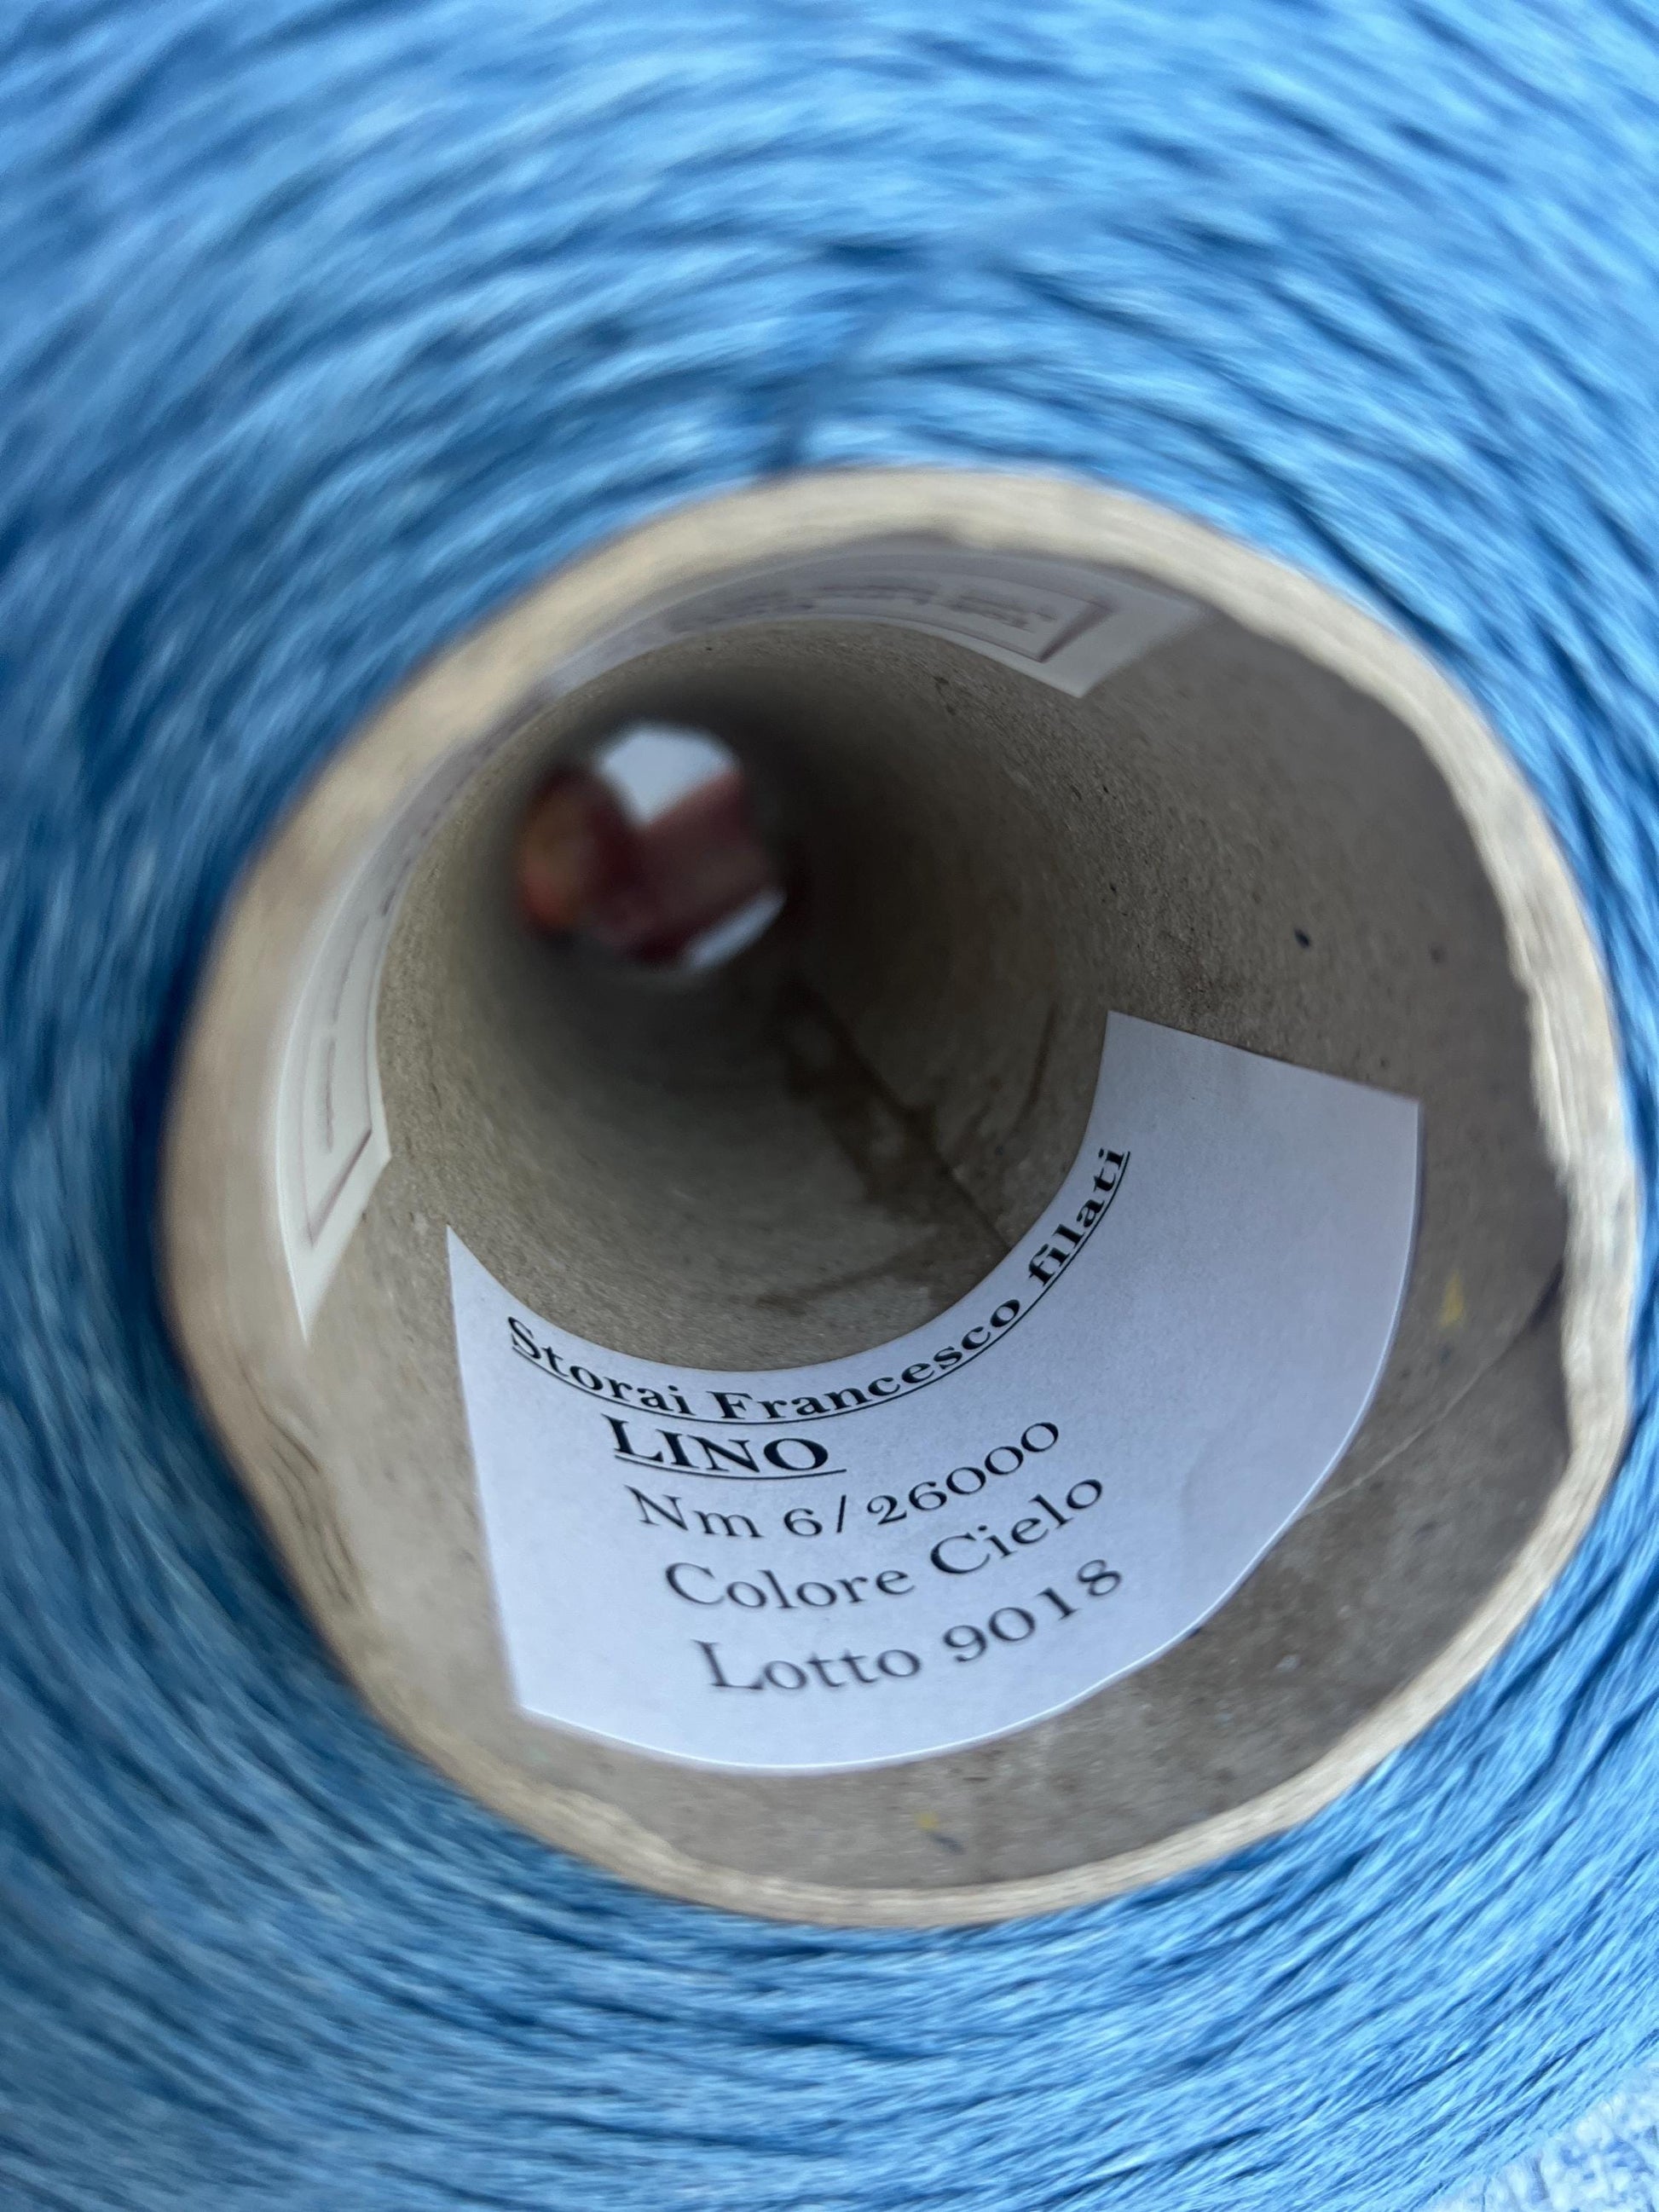 Storai Francesco filati
LINO
Nm 6/26000
Colore Cielo
Lotto 9018